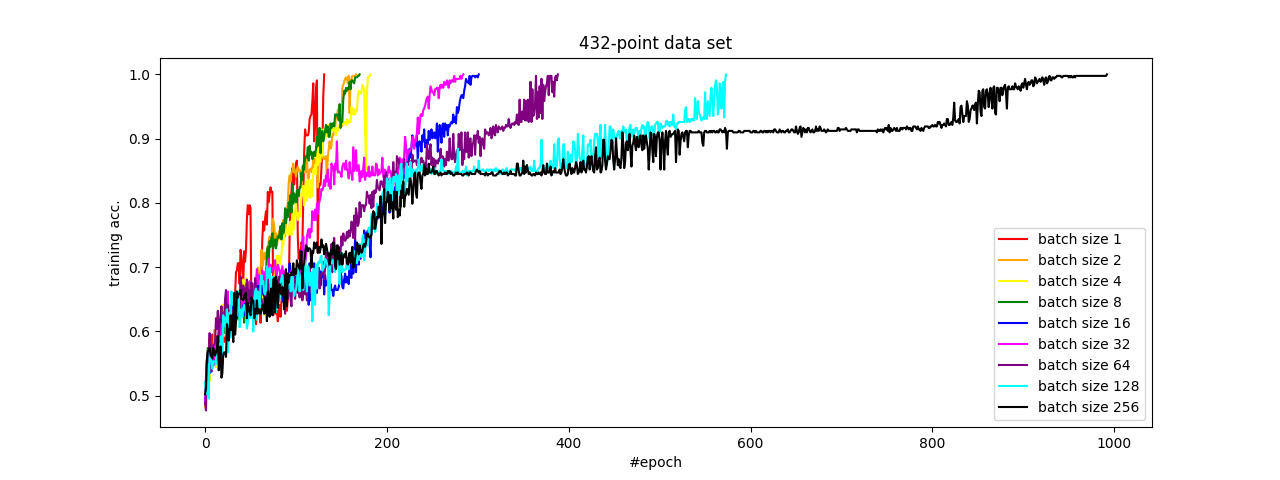 432-point data set
training acc.
1.0
0.9
0.8
0.7
0.6
0.5
0
200
400
600
800
1000
#epoch
batch size 1
batch size 2
batch size 4
batch size 8
batch size 16
batch size 32
batch size 64
batch size 128
batch size 256